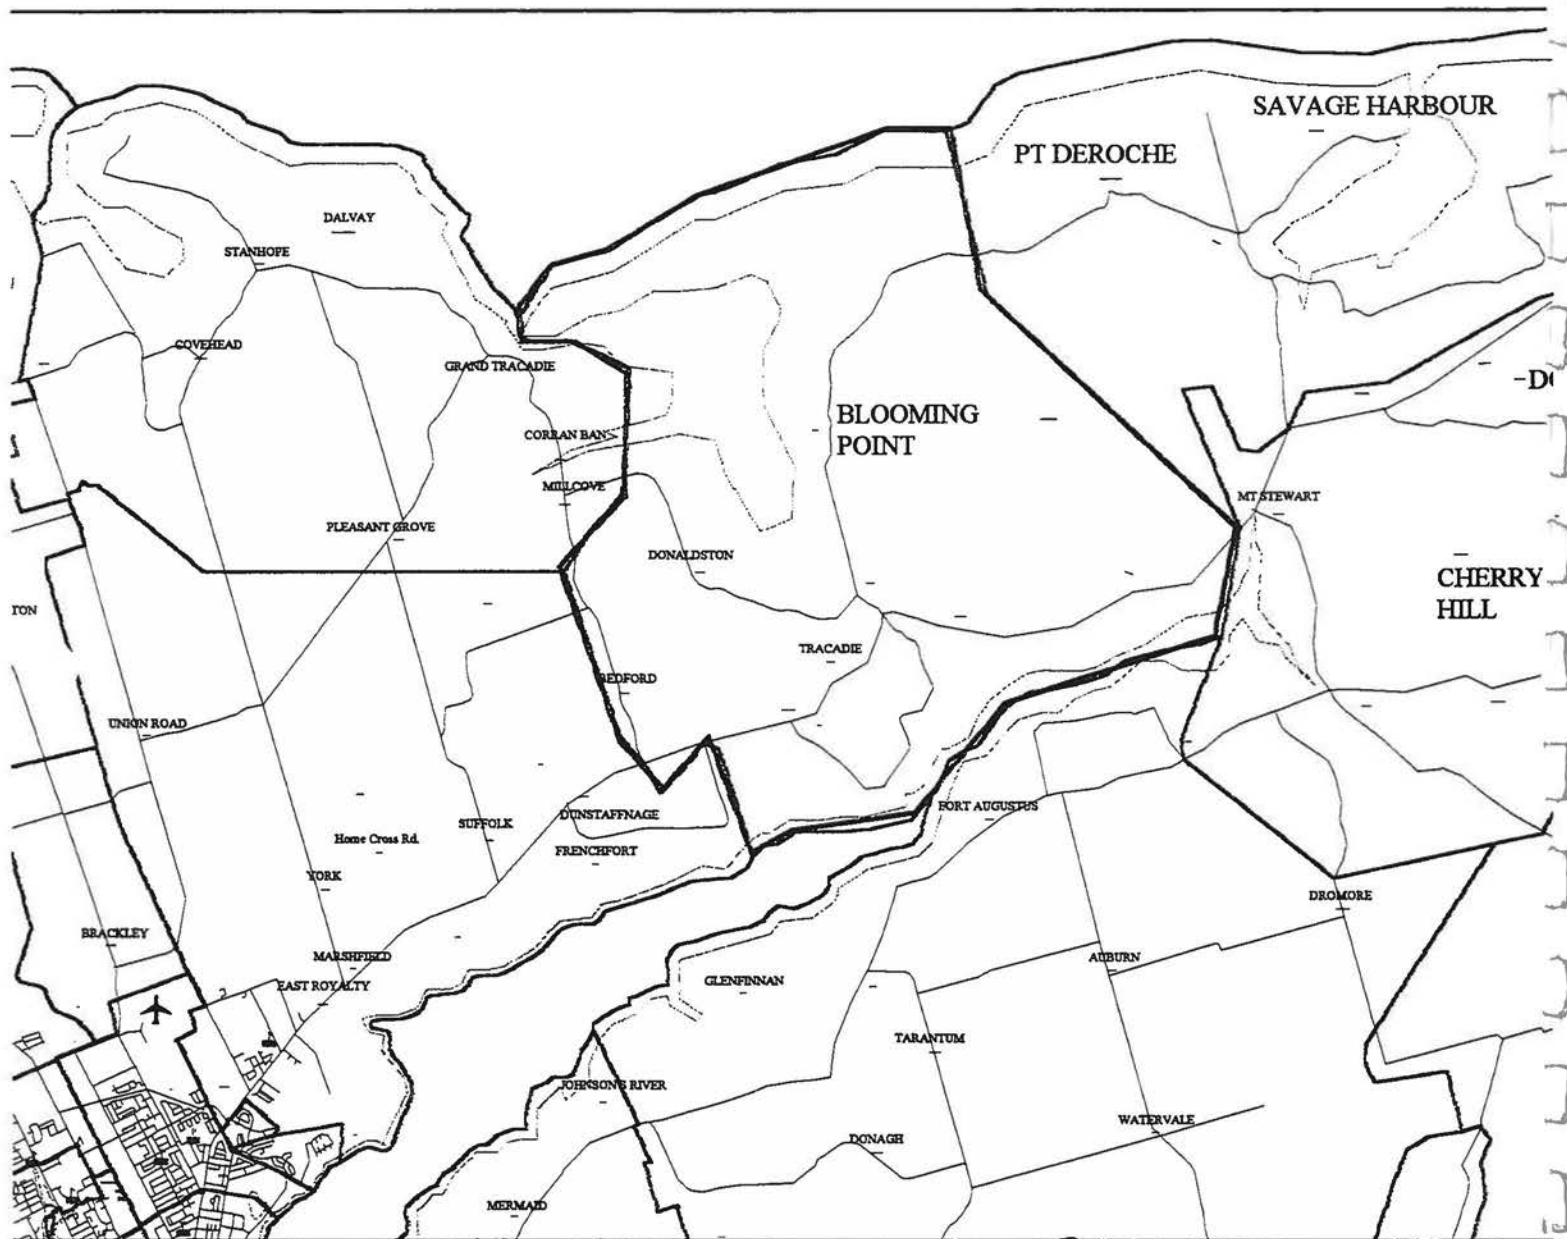 SAVAGE HARBOUR
PT DEROCHE
DALVAY
STANHOPE
COVEHEAD
GRAND TRACADIE
BLOOMING
POINT
CORRAN BAN
MILLCOVE
MT STEWART
PLEASANT GROVE
DONALDSTON
CHERRY
HILL
TRACADIE
BEDFORD
UNION ROAD
FORT AUGUSTUS
DUNSTAFFNAGE
SUFFOLK
Home Cross Rd.
FRENCHFORT
YORK
DROMORE
BRACKLEY
MARSHFIELD
AUBURN
GLENFINNAN
EAST ROYALTY
TARANTUM
JOHNSON'S RIVER
WATERVALE
DONAGH
MERMAID